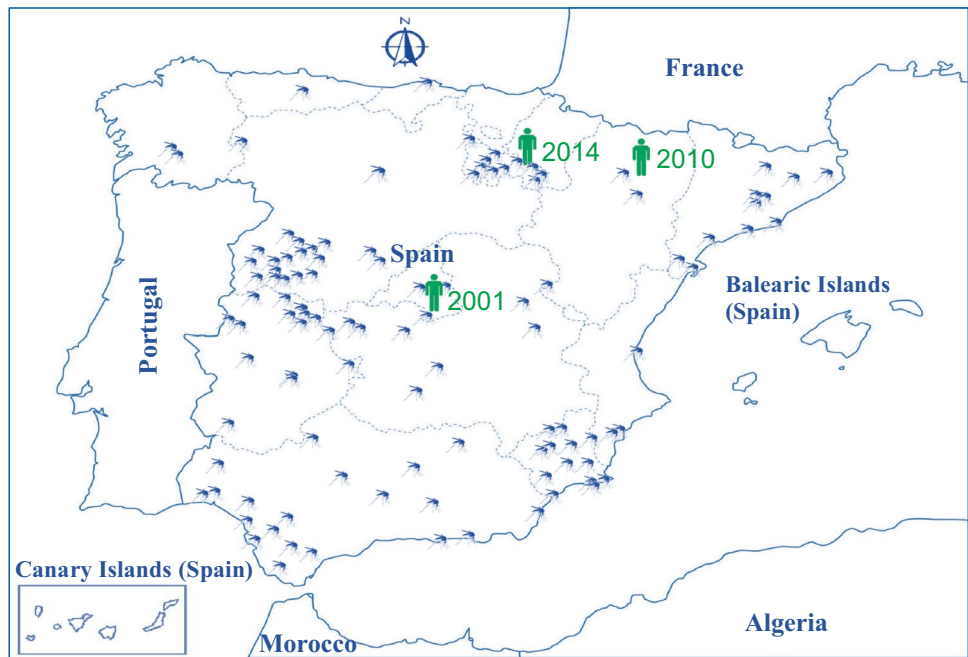 N
France
2014
2010
Spain
2001
Portugal
Balearic Islands
(Spain)
Canary Islands (Spain)
Morocco
Algeria